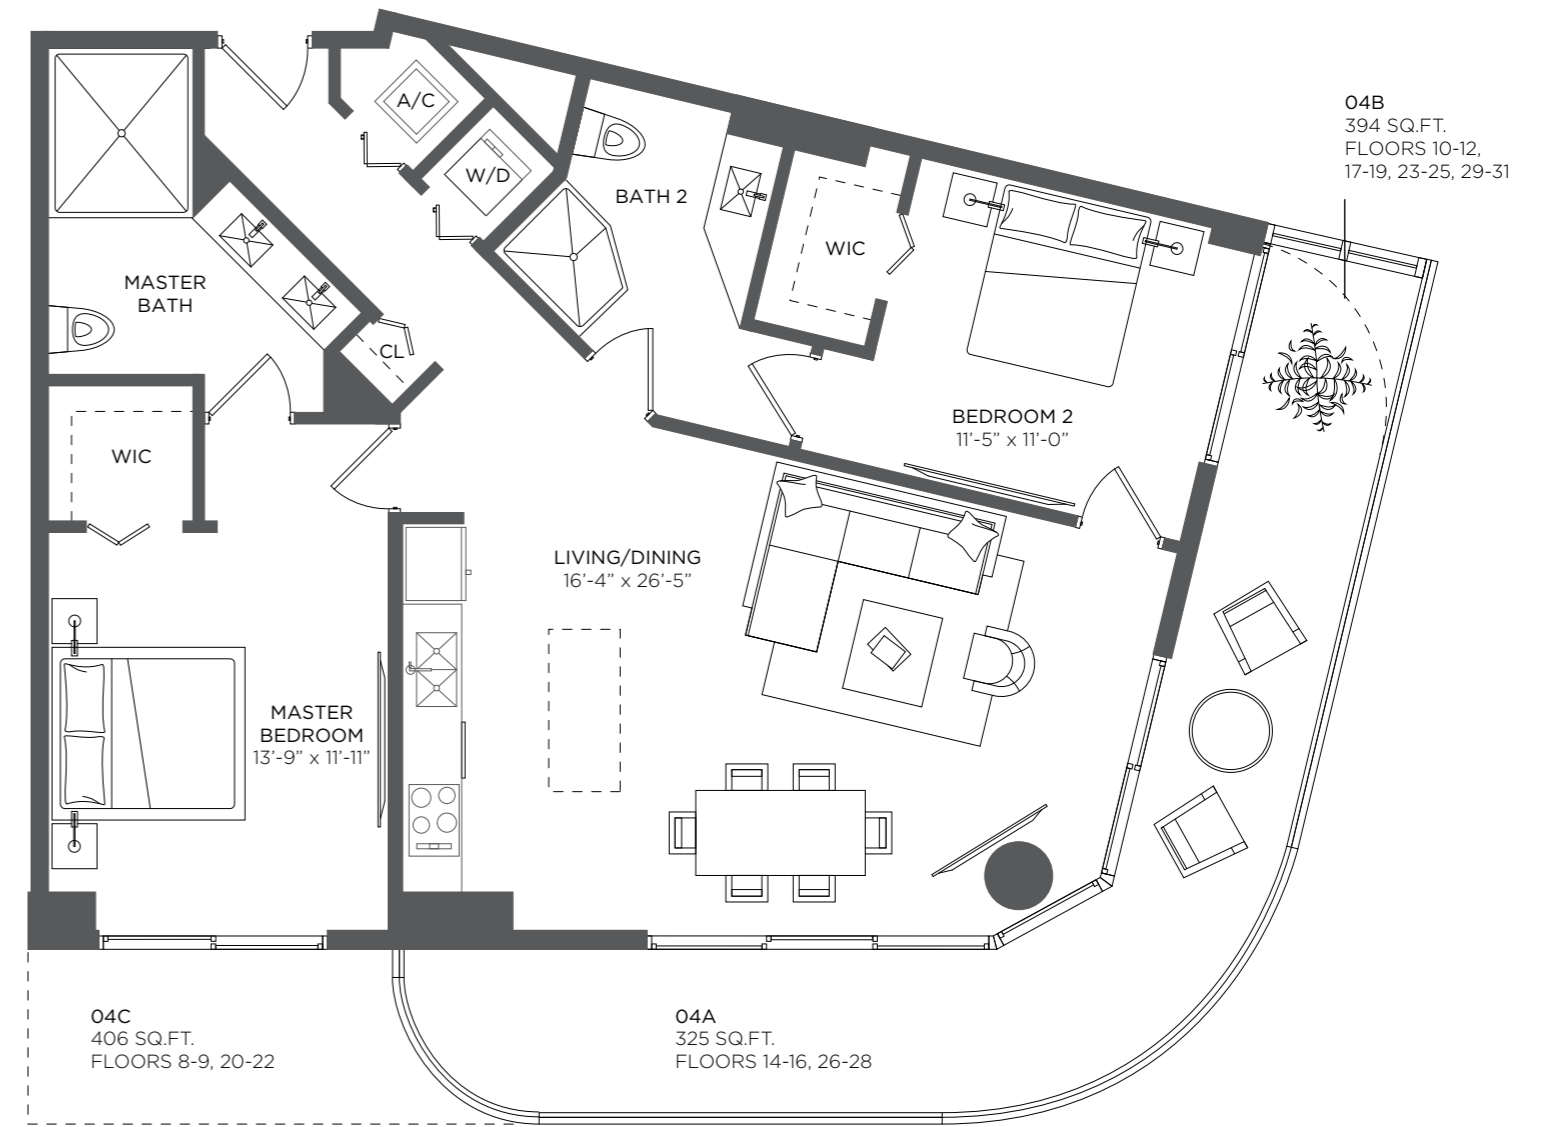 A/C
W/D
BATH 2
WIC
04B
394 SQ.FT.
FLOORS 10-12,
17-19, 23-25, 29-31
MASTER
BATH
CL
WIC
BEDROOM 2
11'-5" x 11'-0"
LIVING/DINING
16'-4" x 26'-5"
MASTER
BEDROOM
13'-9" x 11'-11"
04C
406 SQ.FT.
FLOORS 8-9, 20-22
04A
325 SQ.FT.
FLOORS 14-16, 26-28